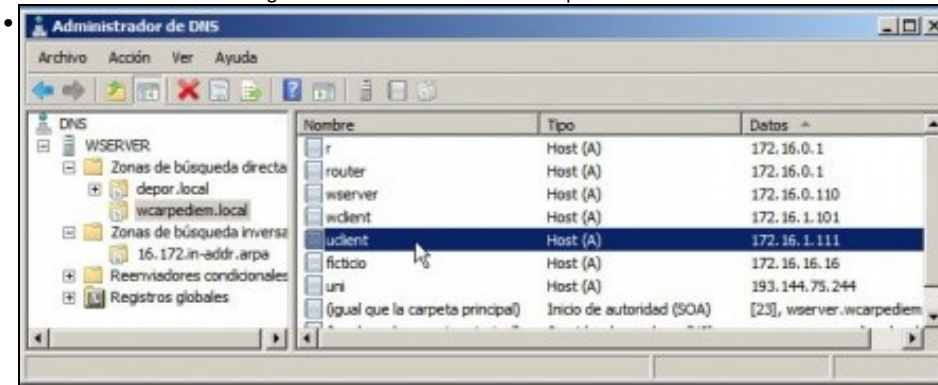 Administrador de DNS
Archivo Acción Ver Ayuda
DNS
WSERVER
Zonas de búsqueda directa
depor.local
wcarpediem.local
Zonas de búsqueda inversa
16.172.in-addr.arpa
Reenviadores condicionales
Registros globales
Nombre Tipo Datos
r Host (A) 172.16.0.1
router Host (A) 172.16.0.1
wserver Host (A) 172.16.0.110
wclient Host (A) 172.16.1.101
uclient Host (A) 172.16.1.111
ficticio Host (A) 172.16.16.16
uni Host (A) 193.144.75.244
(igual que la carpeta principal) Inicio de autoridad (SOA) [23], wserver.wcarpediem